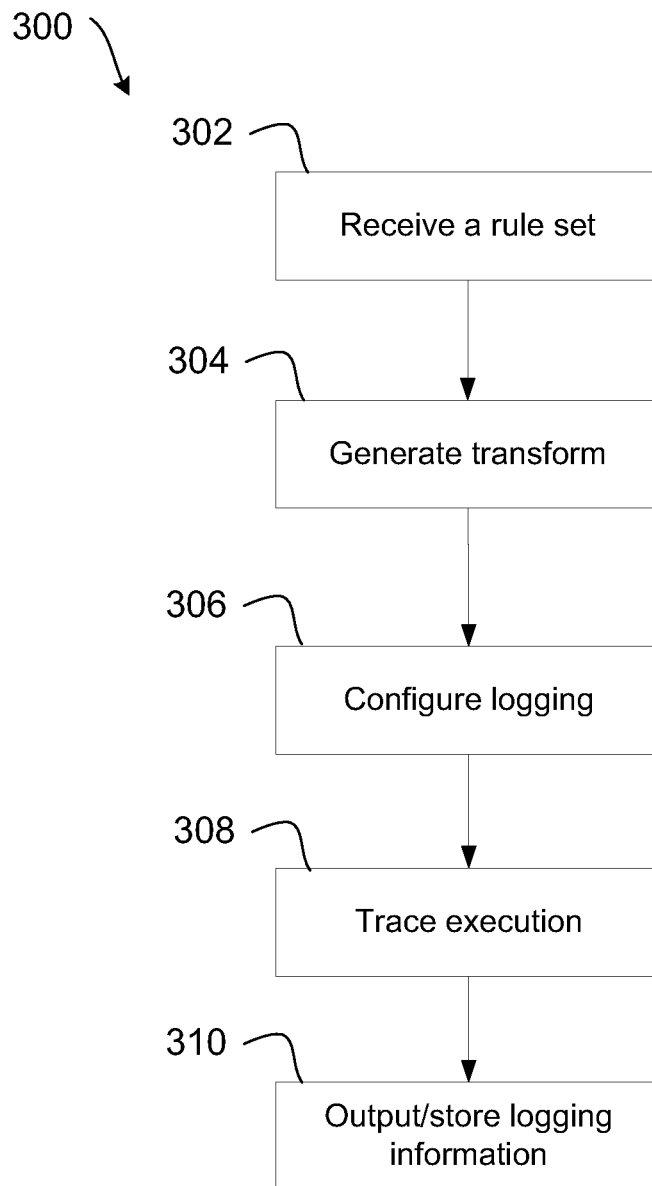 300
302
Receive a rule set
304
Generate transform
306
Configure logging
308
Trace execution
310
Output/store logging
information